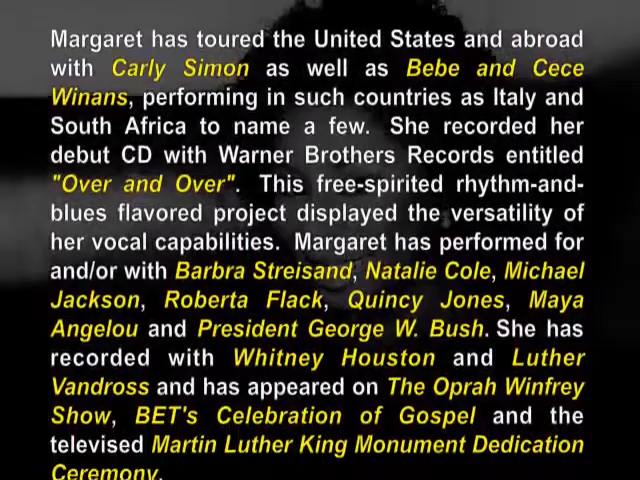 Margaret has toured the United States and abroad
with Carly Simon as well as Bebe and Cece
Winans, performing in such countries as Italy and
South Africa to name a few. She recorded her
debut CD with Warner Brothers Records entitled
"Over and Over". This free-spirited rhythm-and-
blues flavored project displayed the versatility of
her vocal capabilities. Margaret has performed for
and/or with Barbra Streisand, Natalie Cole, Michael
Jackson, Roberta Flack, Quincy Jones, Maya
Angelou and President George W. Bush. She has
recorded with Whitney Houston and Luther
Vandross and has appeared on The Oprah Winfrey
Show, BET's Celebration of Gospel and the
televised Martin Luther King Monument Dedication
Ceremony.